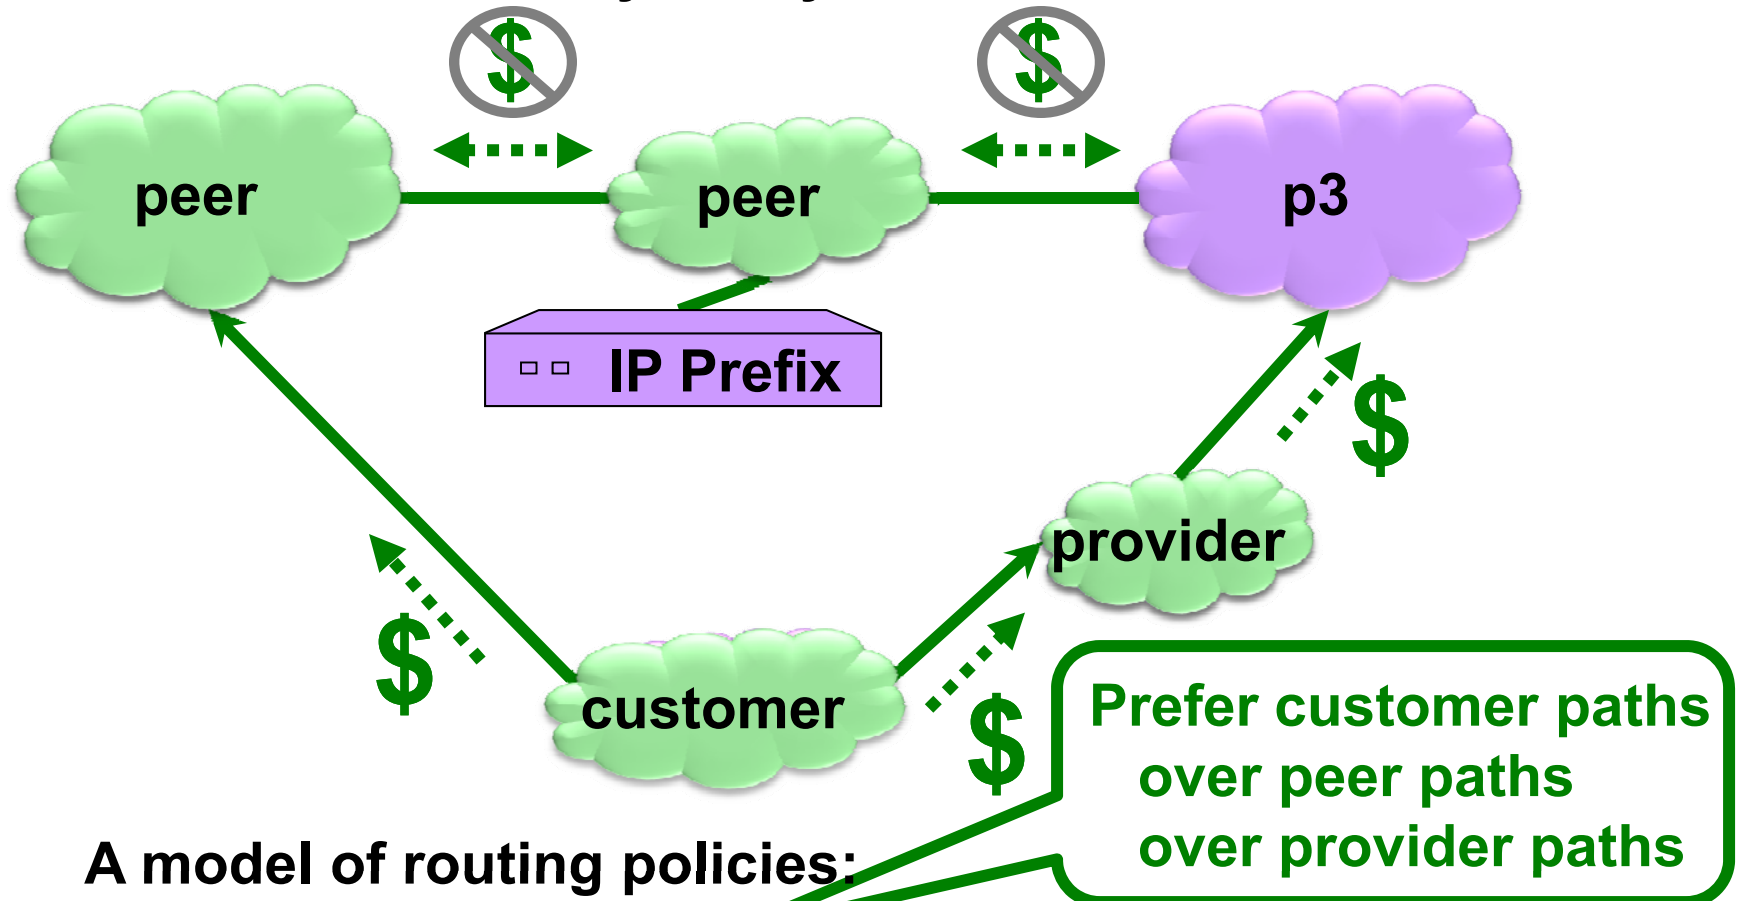 $ $
peer peer p3
IP Prefix
$
provider
$
customer
$
Prefer customer paths
over peer paths
over provider paths
A model of routing policies: